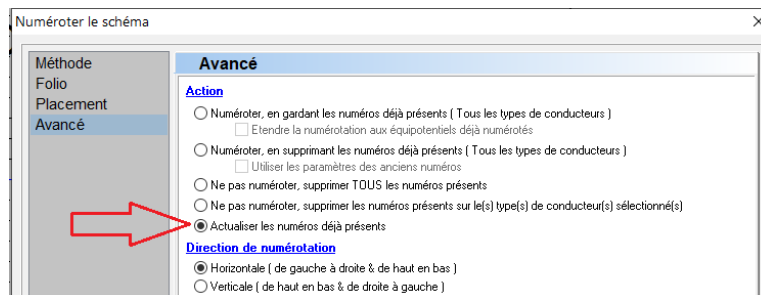 Numéroter le schéma
Méthode
Folio
Placement
Avancé
Avancé
Action
Numéroter, en gardant les numéros déjà présents ( Tous les types de conducteurs )
Etendre la numérotation aux équipotentiels déjà numérotés
Numéroter, en supprimant les numéros déjà présents ( Tous les types de conducteurs )
Utiliser les paramètres des anciens numéros
Ne pas numéroter, supprimer TOUS les numéros présents
Ne pas numéroter, supprimer les numéros présents sur le(s) type(s) de conducteur(s) sélectionné(s)
Actualiser les numéros déjà présents
Direction de numérotation
Horizontale ( de gauche à droite & de haut en bas )
Verticale ( de haut en bas & de droite à gauche )